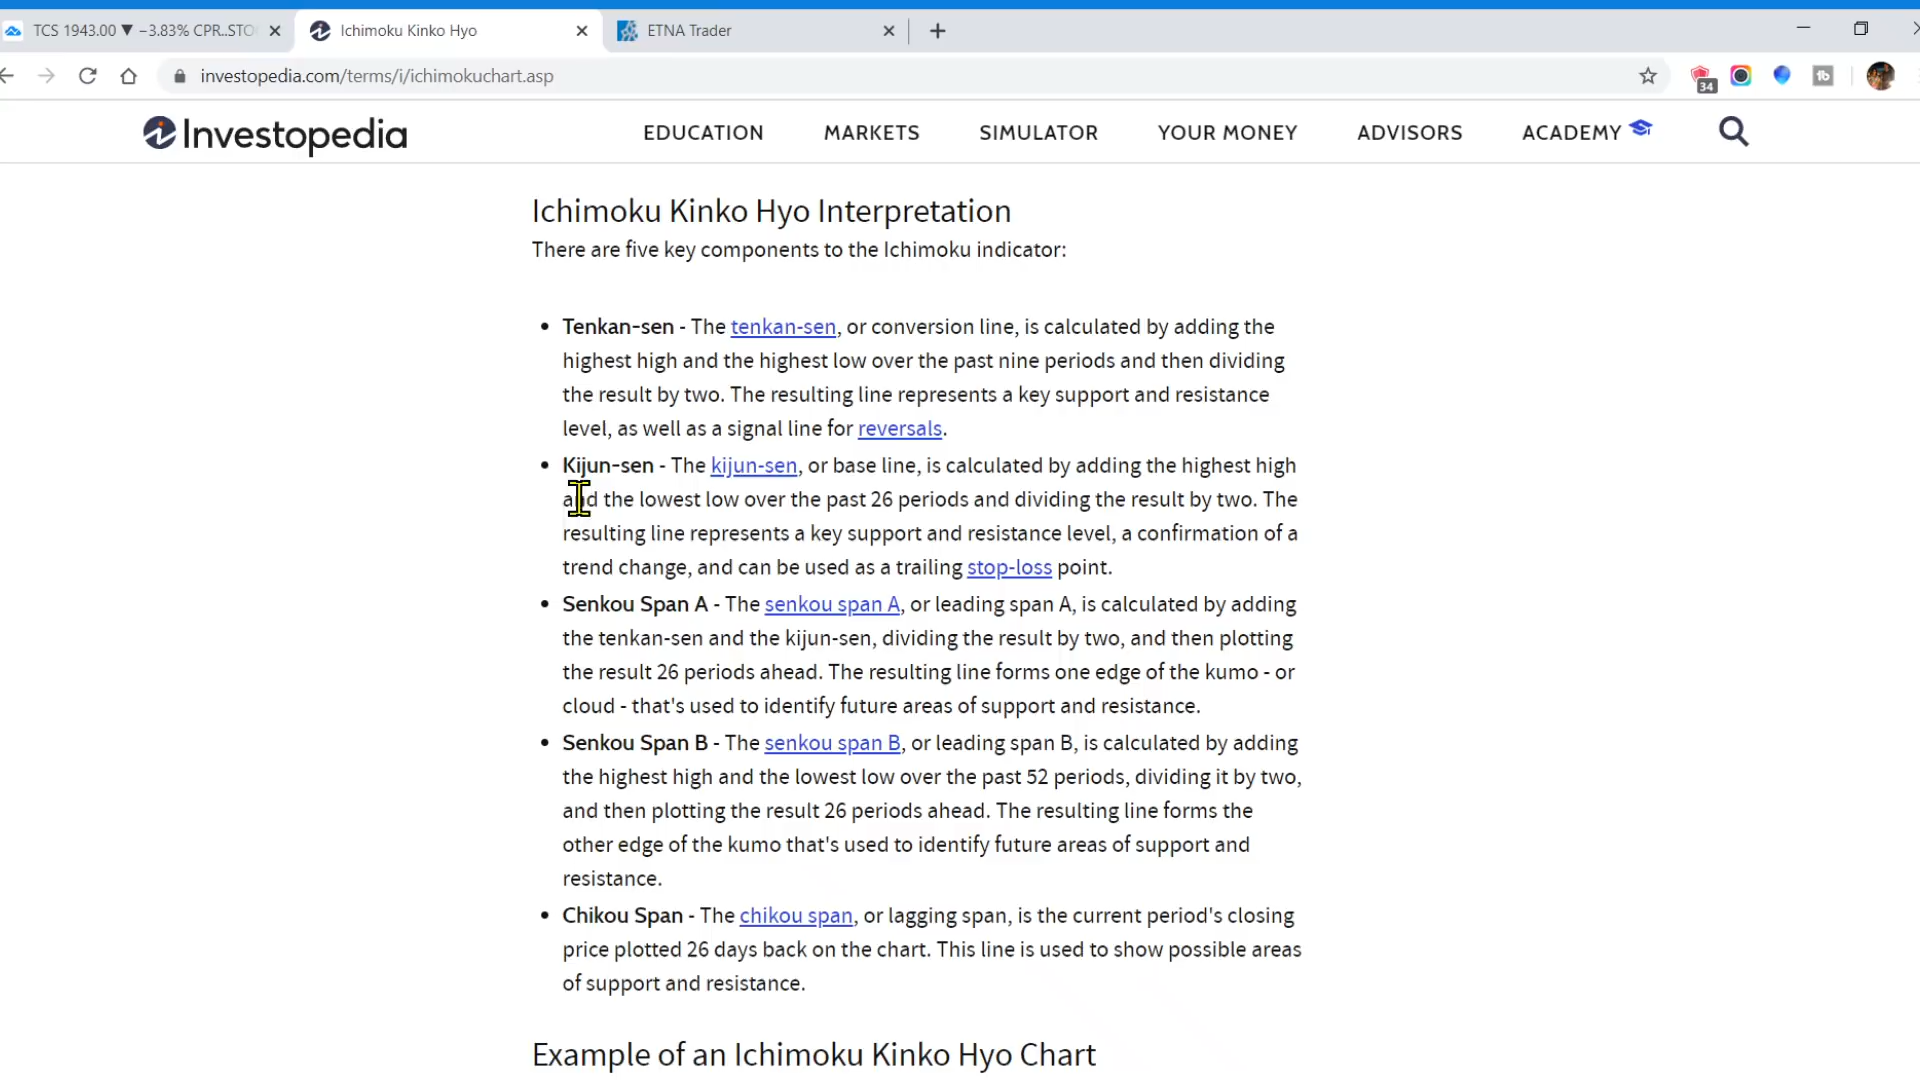 TCS 1943.00 ▼ −3.83% CPR..STO
Ichimoku Kinko Hyo
ETNA Trader
investopedia.com/terms/i/ichimokuchart.asp
34
Investopedia
EDUCATION MARKETS SIMULATOR YOUR MONEY ADVISORS ACADEMY
Ichimoku Kinko Hyo Interpretation
There are five key components to the Ichimoku indicator:
• Tenkan-sen - The tenkan-sen, or conversion line, is calculated by adding the
highest high and the highest low over the past nine periods and then dividing
the result by two. The resulting line represents a key support and resistance
level, as well as a signal line for reversals.
• Kijun-sen - The kijun-sen, or base line, is calculated by adding the highest high
and the lowest low over the past 26 periods and dividing the result by two. The
resulting line represents a key support and resistance level, a confirmation of a
trend change, and can be used as a trailing stop-loss point.
• Senkou Span A - The senkou span A, or leading span A, is calculated by adding
the tenkan-sen and the kijun-sen, dividing the result by two, and then plotting
the result 26 periods ahead. The resulting line forms one edge of the kumo - or
cloud - that's used to identify future areas of support and resistance.
• Senkou Span B - The senkou span B, or leading span B, is calculated by adding
the highest high and the lowest low over the past 52 periods, dividing it by two,
and then plotting the result 26 periods ahead. The resulting line forms the
other edge of the kumo that's used to identify future areas of support and
resistance.
• Chikou Span - The chikou span, or lagging span, is the current period's closing
price plotted 26 days back on the chart. This line is used to show possible areas
of support and resistance.
Example of an Ichimoku Kinko Hyo Chart